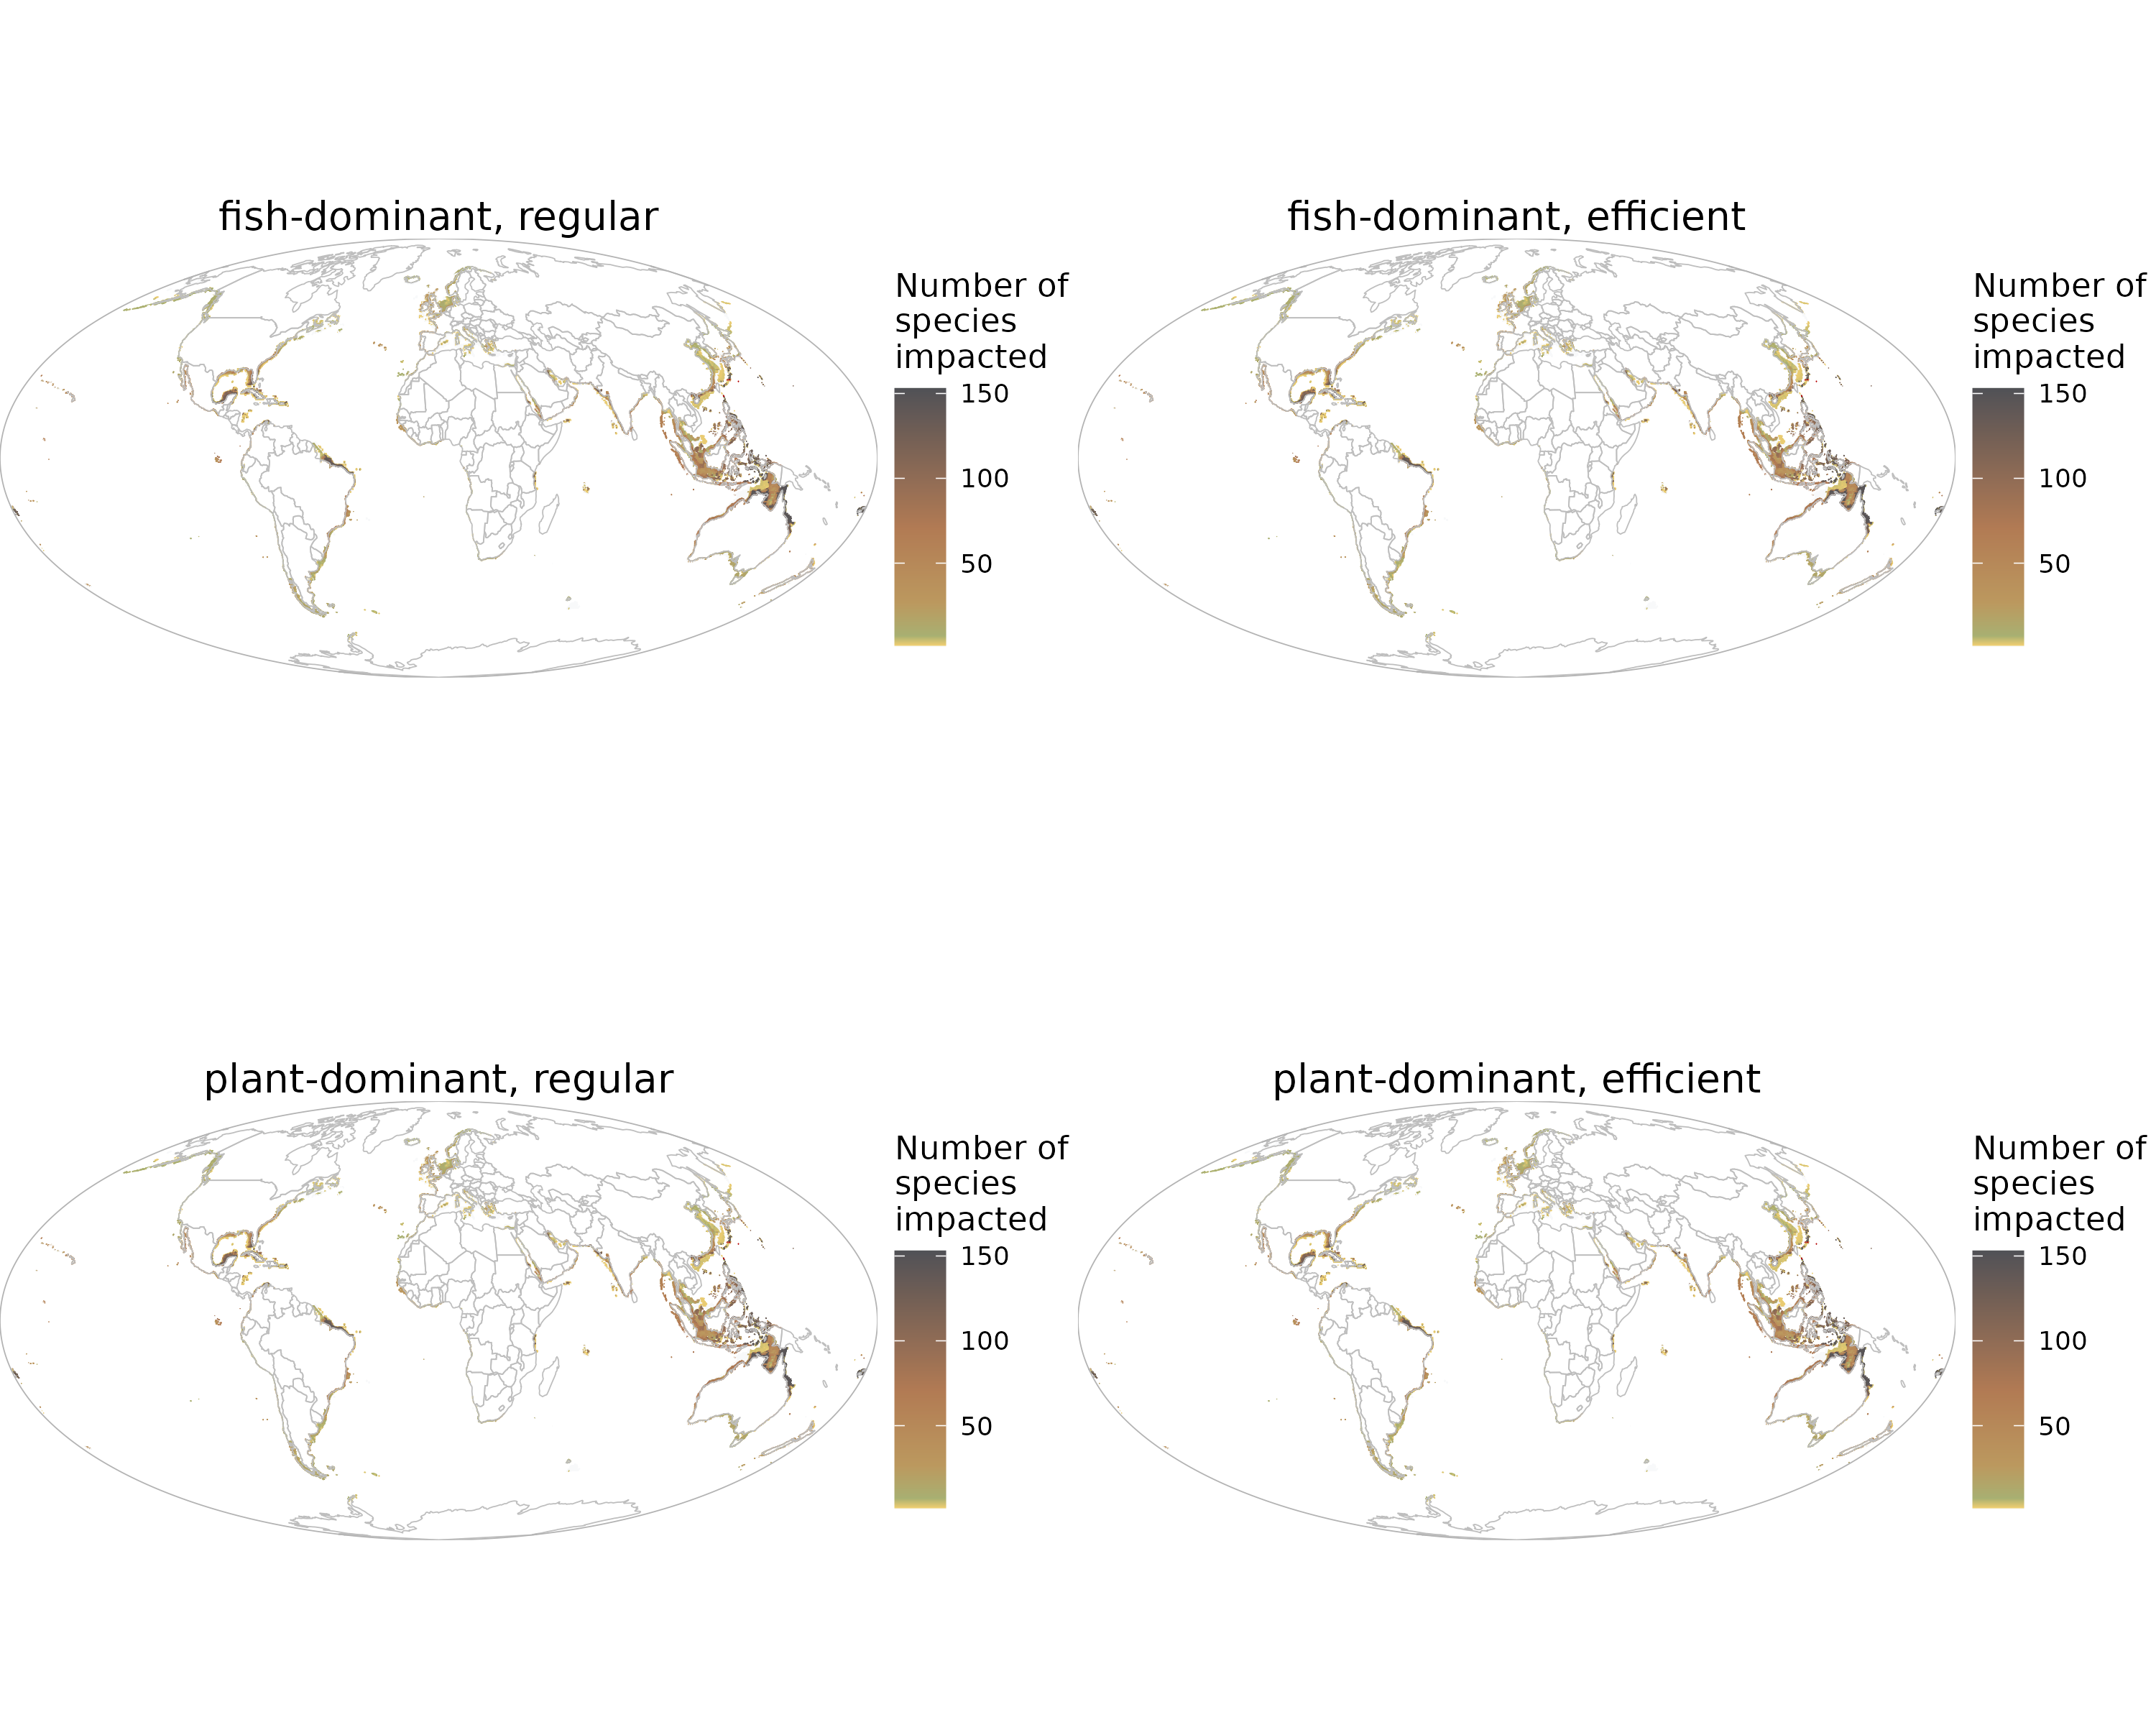 fish-dominant, regular
Number of
species
impacted
150
100
50
fish-dominant, efficient
Number of
species
impacted
150
100
50
plant-dominant, regular
Number of
species
impacted
150
100
50
plant-dominant, efficient
Number of
species
impacted
150
100
50